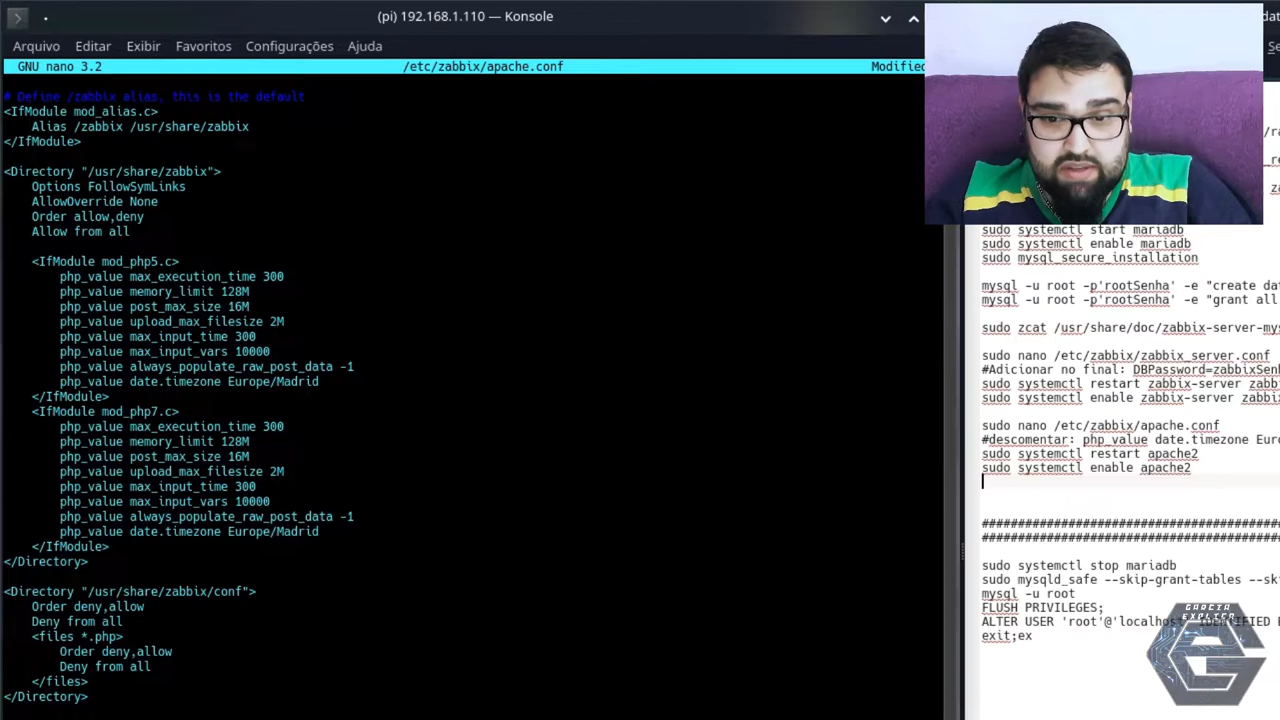 (pi) 192.168.1.110 — Konsole
Arquivo Editar Exibir Favoritos Configurações Ajuda
GNU nano 3.2 /etc/zabbix/apache.conf Modified
# Define /zabbix alias, this is the default
<IfModule mod_alias.c>
Alias /zabbix /usr/share/zabbix
</IfModule>
<Directory "/usr/share/zabbix">
Options FollowSymLinks
AllowOverride None
Order allow,deny
Allow from all
<IfModule mod_php5.c>
php_value max_execution_time 300
php_value memory_limit 128M
php_value post_max_size 16M
php_value upload_max_filesize 2M
php_value max_input_time 300
php_value max_input_vars 10000
php_value always_populate_raw_post_data -1
php_value date.timezone Europe/Madrid
</IfModule>
<IfModule mod_php7.c>
php_value max_execution_time 300
php_value memory_limit 128M
php_value post_max_size 16M
php_value upload_max_filesize 2M
php_value max_input_time 300
php_value max_input_vars 10000
php_value always_populate_raw_post_data -1
php_value date.timezone Europe/Madrid
</IfModule>
</Directory>
<Directory "/usr/share/zabbix/conf">
Order deny,allow
Deny from all
<files *.php>
Order deny,allow
Deny from all
</files>
</Directory>
sudo systemctl start mariadb
sudo systemctl enable mariadb
sudo mysql_secure_installation
mysql -u root -p'rootSenha' -e "create dat
mysql -u root -p'rootSenha' -e "grant all
sudo zcat /usr/share/doc/zabbix-server-mys
sudo nano /etc/zabbix/zabbix_server.conf
#Adicionar no final: DBPassword=zabbixSenh
sudo systemctl restart zabbix-server zabb
sudo systemctl enable zabbix-server zabbi
sudo nano /etc/zabbix/apache.conf
#descomentar: php_value date.timezone Euro
sudo systemctl restart apache2
sudo systemctl enable apache2
##########################################
##########################################
sudo systemctl stop mariadb
sudo mysqld_safe --skip-grant-tables --sk
mysql -u root
FLUSH PRIVILEGES;
ALTER USER 'root'@'localhost' IDENTIFIED B
exit;ex
GARCIA
EXPLICA